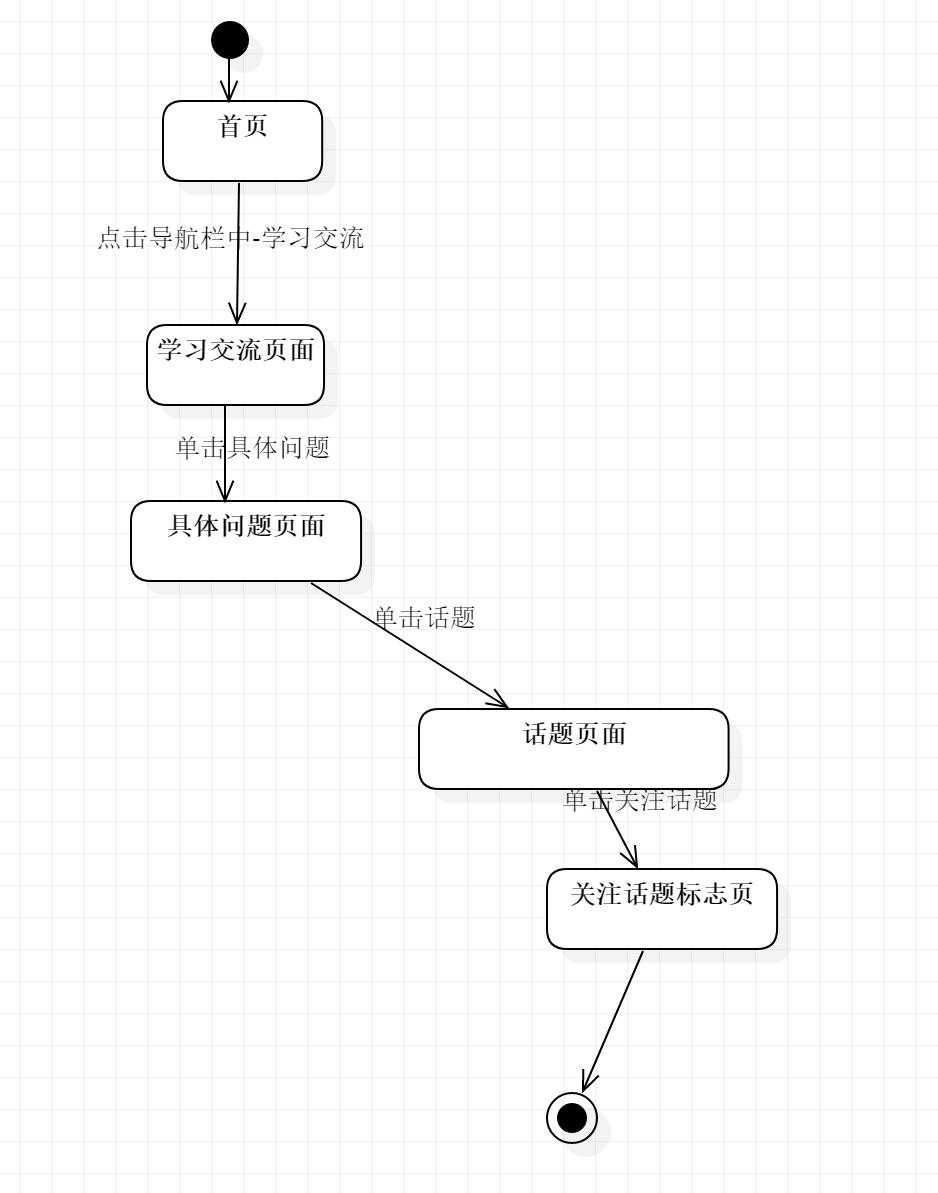 首页
点击导航栏中-学习交流
学习交流页面
单击具体问题
具体问题页面
单击话题
话题页面
单击关注话题
关注话题标志页